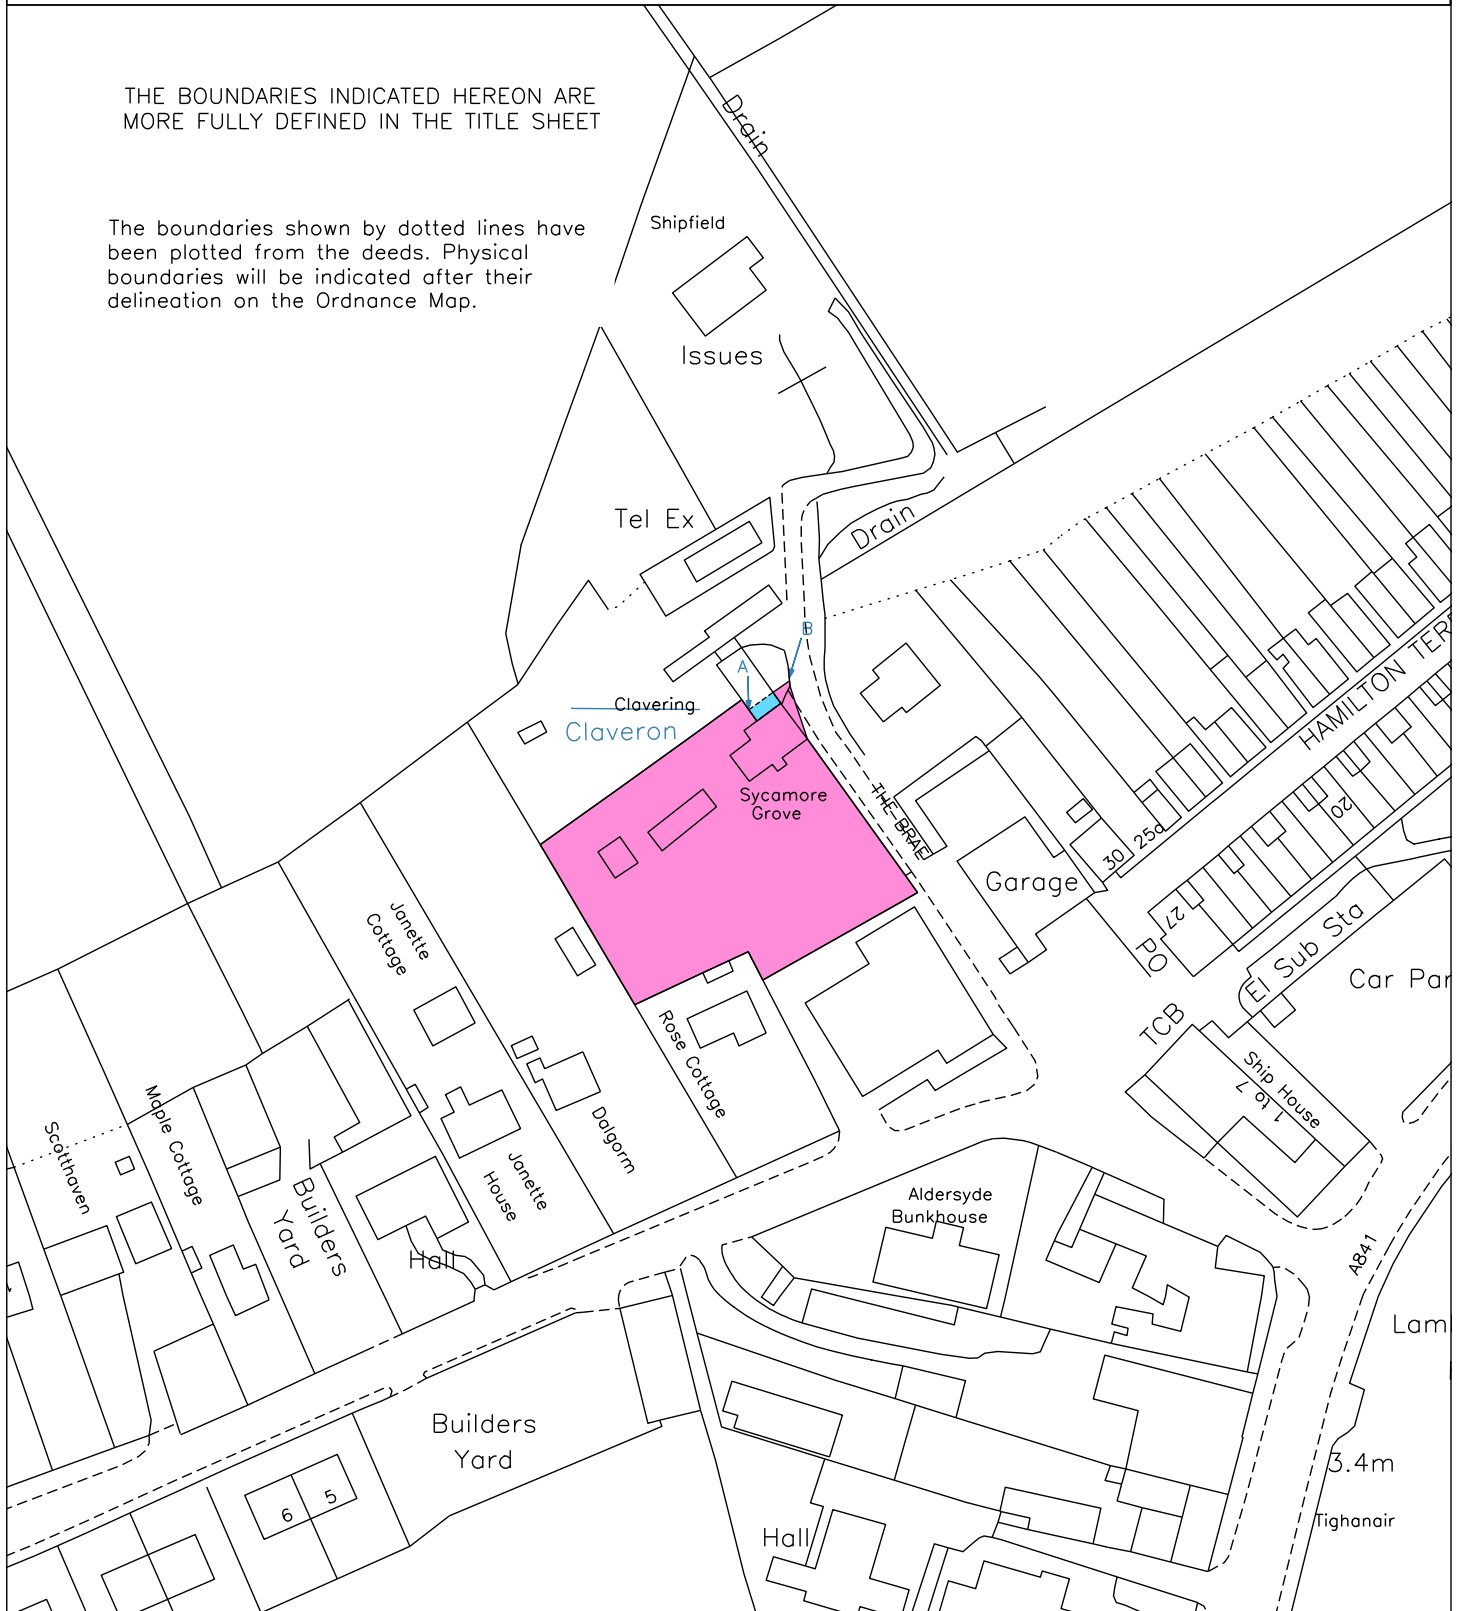 THE BOUNDARIES INDICATED HEREON ARE
MORE FULLY DEFINED IN THE TITLE SHEET
Drain
The boundaries shown by dotted lines have
been plotted from the deeds. Physical
boundaries will be indicated after their
delineation on the Ordnance Map.
Shipfield
Issues
Tel Ex
Drain
B
A
Clavering
Claveron
HAMILTON TER
Sycamore
Grove
THE BRAE
20
25a
30
Garage
27
PO
El Sub Sta
Car Par
TCB
Janette
Cottage
Rose Cottage
Ship House
1 to 7
Maple Cottage
Scotthaven
Dalgorm
Janette
House
Builders
Yard
Hall
Aldersyde
Bunkhouse
A841
Lam
Builders
Yard
3.4m
5
6
Hall
Tighanair